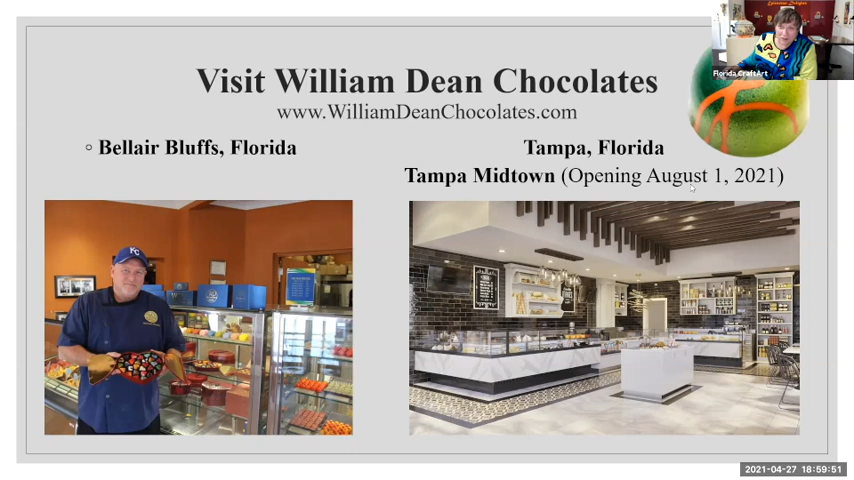 Visit William Dean Chocolates
www.WilliamDeanChocolates.com
Bellair Bluffs, Florida
Tampa, Florida
Tampa Midtown (Opening August 1, 2021)
Florida CraftArt
KC
2021-04-27 18:59:51